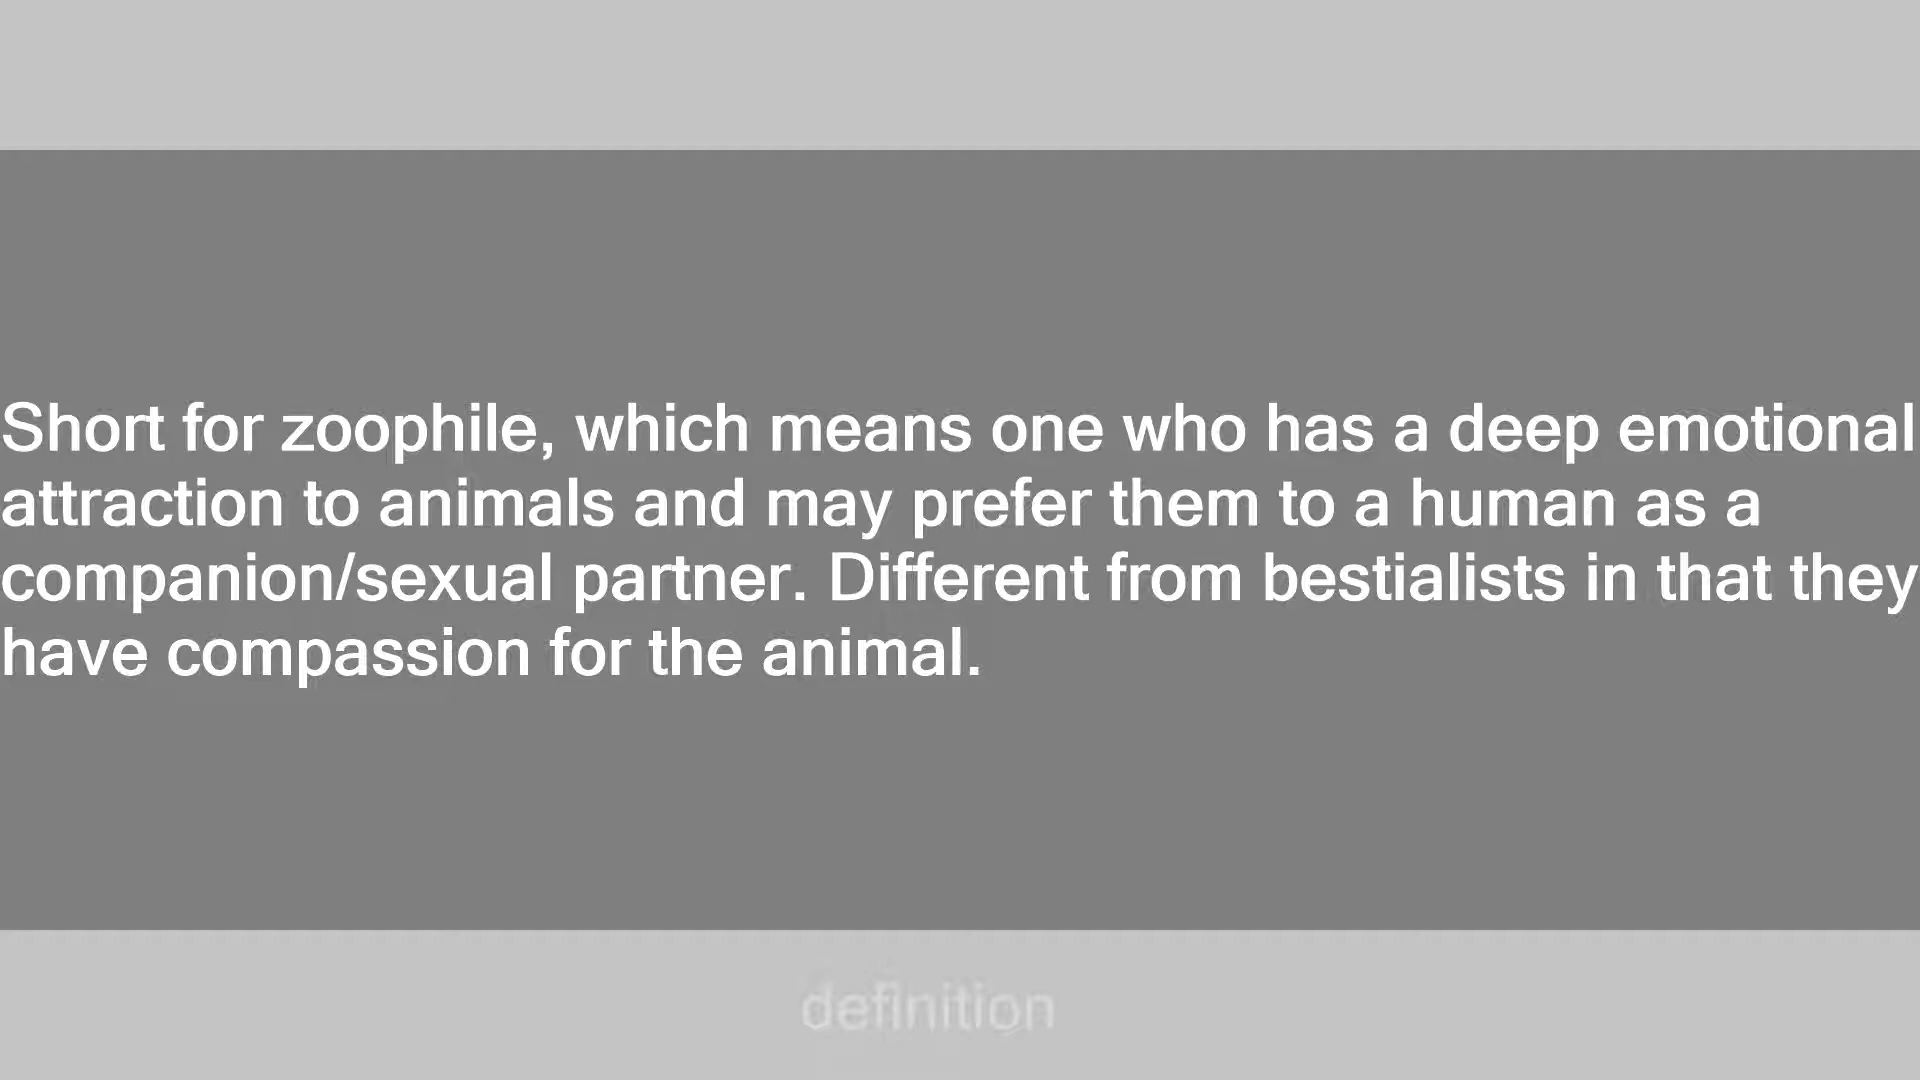 Short for zoophile, which means one who has a deep emotional
attraction to animals and may prefer them to a human as a
companion/sexual partner. Different from bestialists in that they
have compassion for the animal.
definition